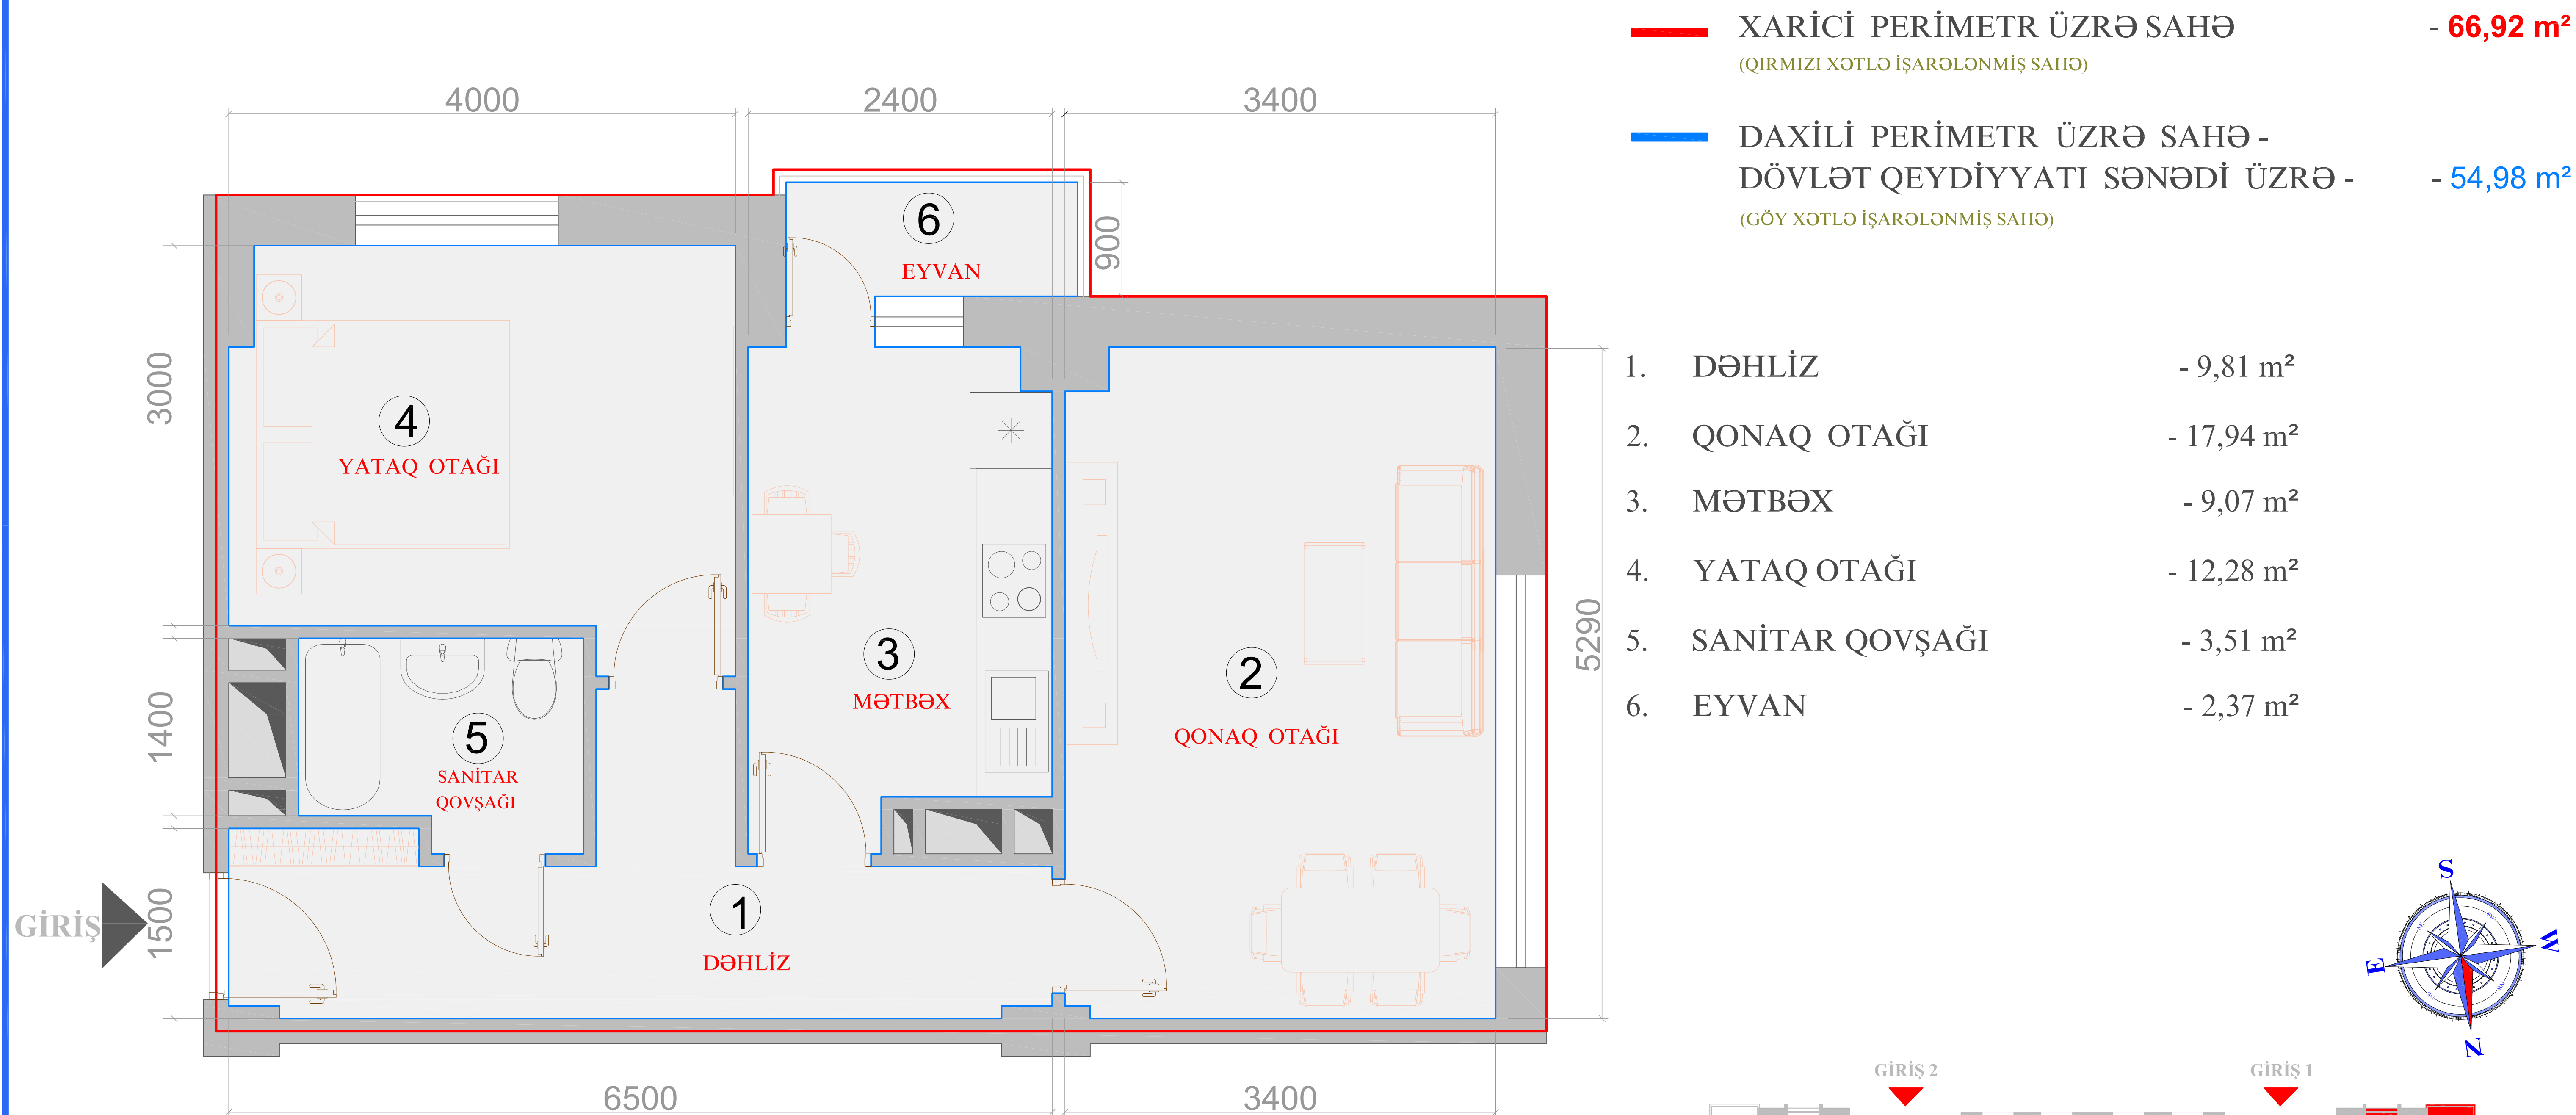 XARİCİ PERİMETR ÜZRƏ SAHƏ - 66,92 m²
(QIRMIZI XƏTLƏ İŞARƏLƏNMİŞ SAHƏ)
DAXİLİ PERİMETR ÜZRƏ SAHƏ -
DÖVLƏT QEYDİYYATI SƏNƏDİ ÜZRƏ - - 54,98 m²
(GÖY XƏTLƏ İŞARƏLƏNMİŞ SAHƏ)
4000
2400
3400
6
EYVAN
900
3000
4
YATAQ OTAĞI
1400
5
SANİTAR
QOVŞAĞI
3
MƏTBƏX
2
QONAQ OTAĞI
5290
GİRİŞ
1500
1
DƏHLİZ
6500
3400
1. DƏHLİZ - 9,81 m²
2. QONAQ OTAĞI - 17,94 m²
3. MƏTBƏX - 9,07 m²
4. YATAQ OTAĞI - 12,28 m²
5. SANİTAR QOVŞAĞI - 3,51 m²
6. EYVAN - 2,37 m²
S
W
E
N
GİRİŞ 2
GİRİŞ 1